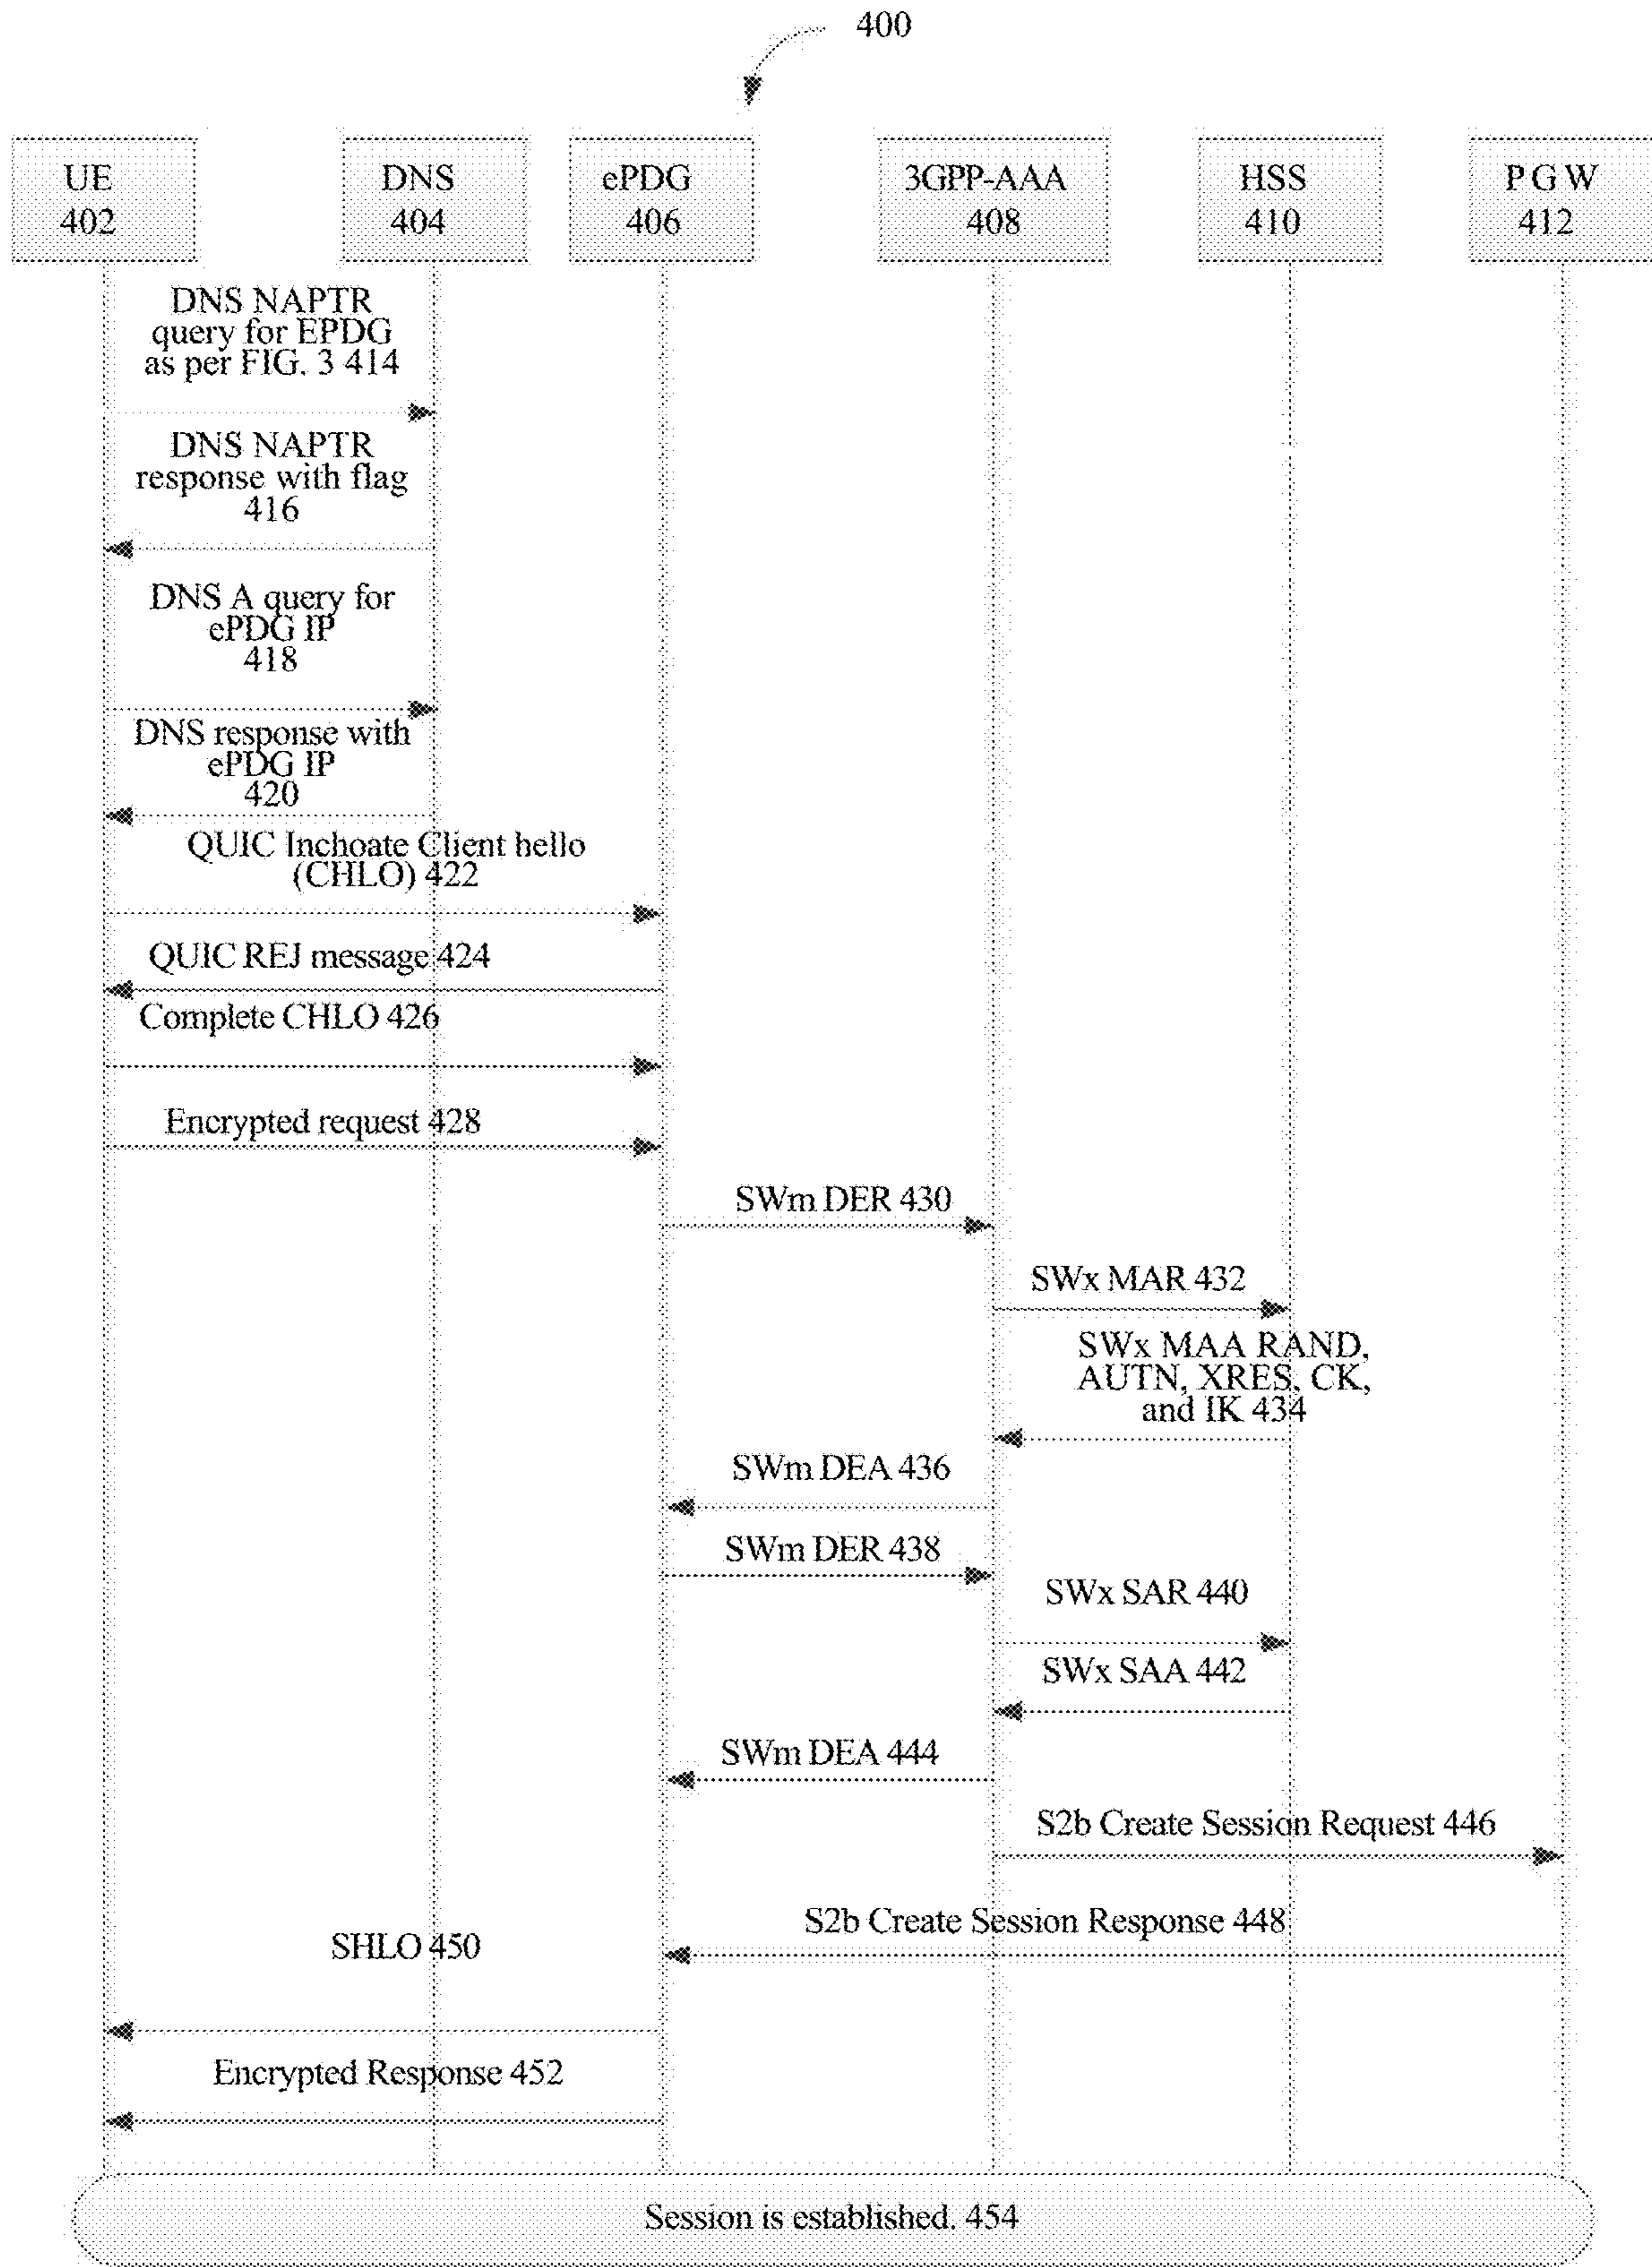 400
UE
402
DNS
404
ePDG
406
3GPP-AAA
408
HSS
410
PGW
412
DNS NAPTR
query for EPDG
as per FIG. 3 414
DNS NAPTR
response with flag
416
DNS A query for
ePDG IP
418
DNS response with
ePDG IP
420
QUIC Inchoate Client hello
(CHLO) 422
QUIC REJ message 424
Complete CHLO 426
Encrypted request 428
SWm DER 430
SWx MAR 432
SWx MAA RAND,
AUTN, XRES, CK,
and IK 434
SWm DEA 436
SWm DER 438
SWx SAR 440
SWx SAA 442
SWm DEA 444
S2b Create Session Request 446
S2b Create Session Response 448
SHLO 450
Encrypted Response 452
Session is established. 454